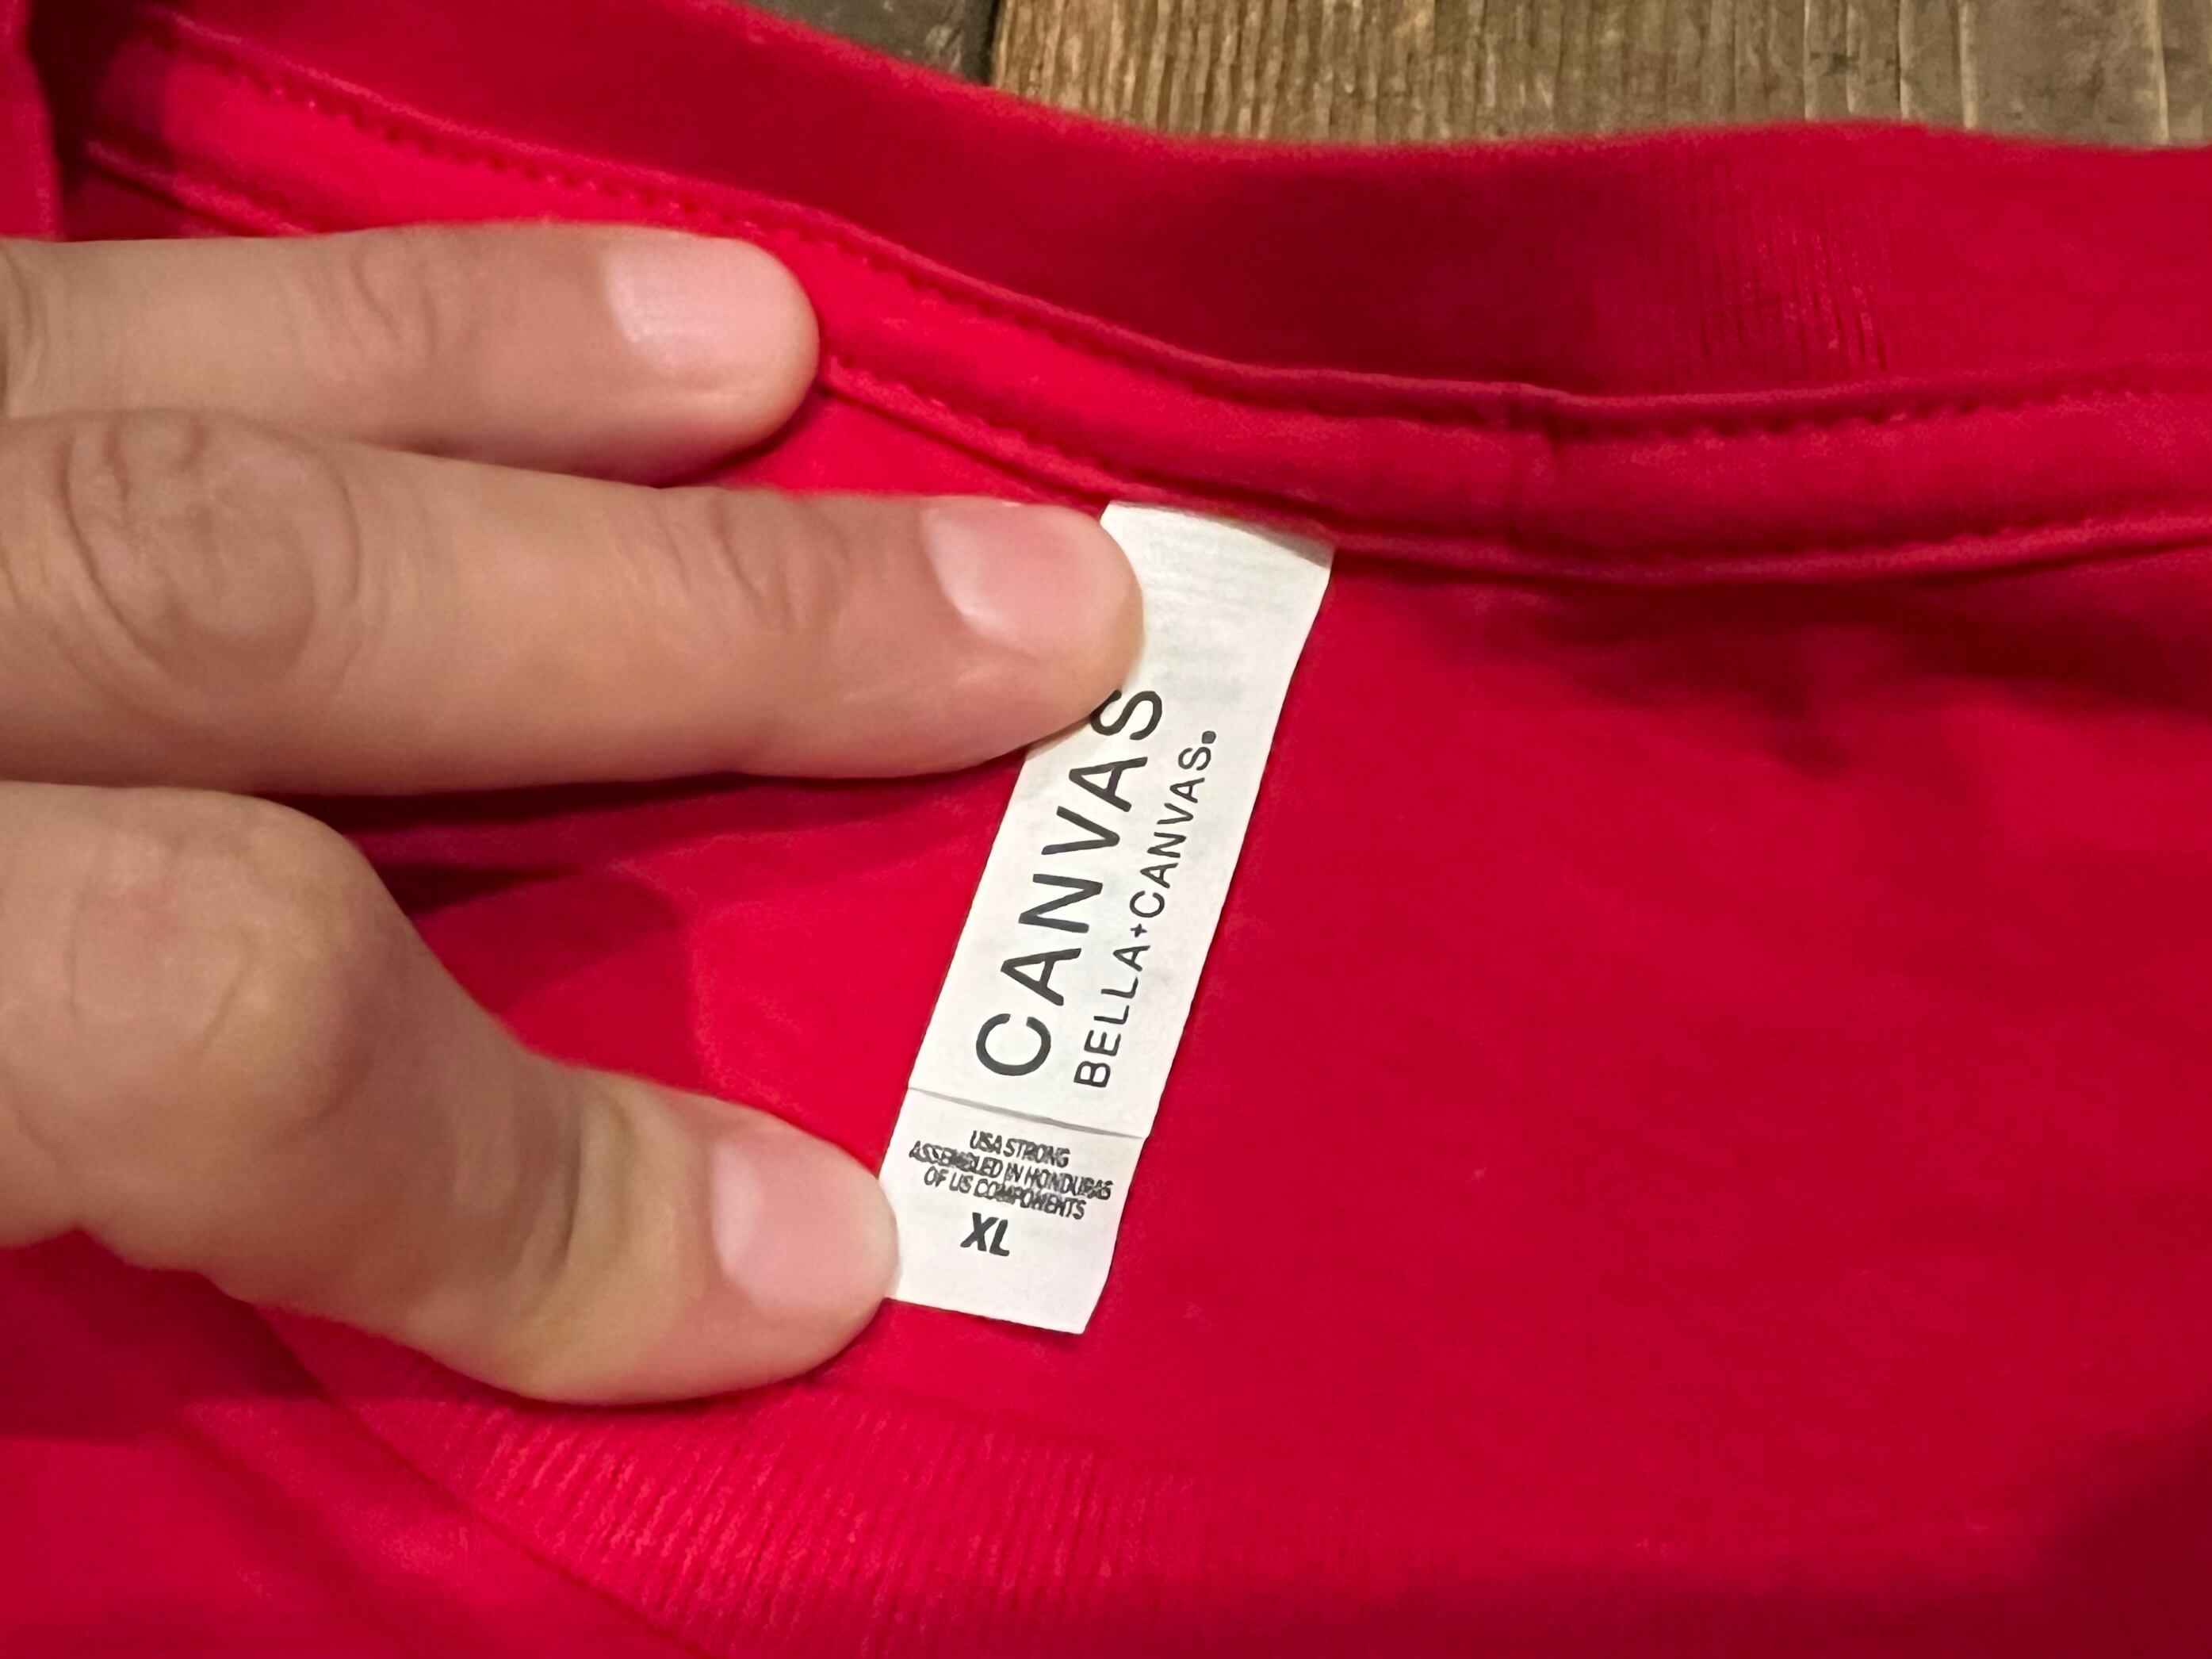 CANVAS
BELLA+CANVAS®
USA STRONG
ASSEMBLED IN HONDURAS
OF US COMPONENTS
XL